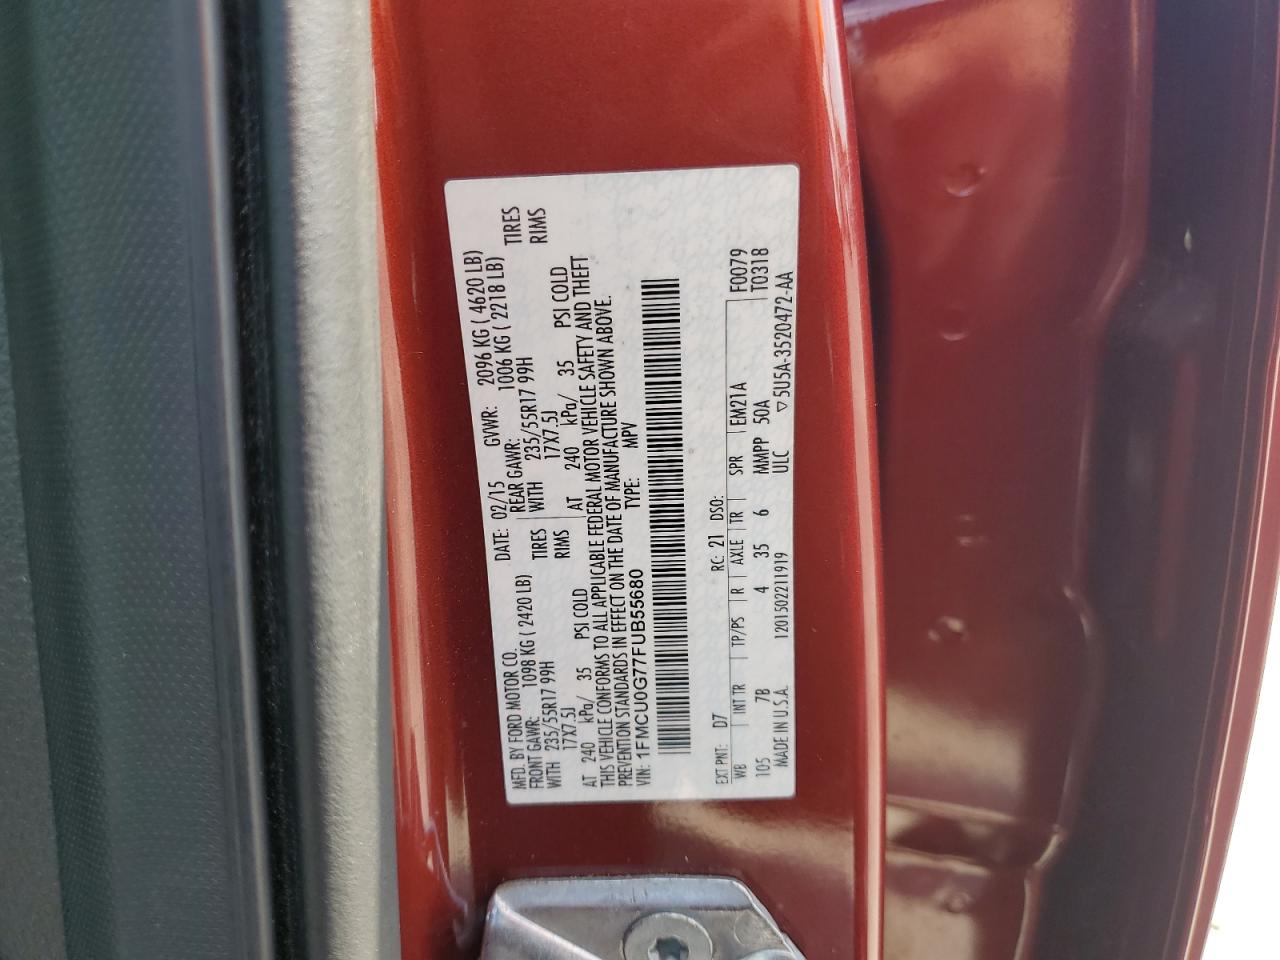 MFD. BY FORD MOTOR CO.
DATE: 02/15 GVWR: 2096 KG ( 4620 LB)
FRONT GAWR: 1098 KG ( 2420 LB)
REAR GAWR: 1006 KG ( 2218 LB)
WITH 235/55R17 99H TIRES
WITH 235/55R17 99H TIRES
17X7.5J RIMS
17X7.5J RIMS
AT 240 kPa/ 35 PSI COLD
AT 240 kPa/ 35 PSI COLD
THIS VEHICLE CONFORMS TO ALL APPLICABLE FEDERAL MOTOR VEHICLE SAFETY AND THEFT
PREVENTION STANDARDS IN EFFECT ON THE DATE OF MANUFACTURE SHOWN ABOVE.
VIN: 1FMCU0G77FUB55680 TYPE: MPV
EXT PNT: D7 RC: 21 DSO:
WB INT TR TP/PS R AXLE TR SPR EM21A F0079
105 7B 4 35 6 MMPP 50A T0318
MADE IN U.S.A. 1201502211919 ULC ▽5U5A-3520472-AA